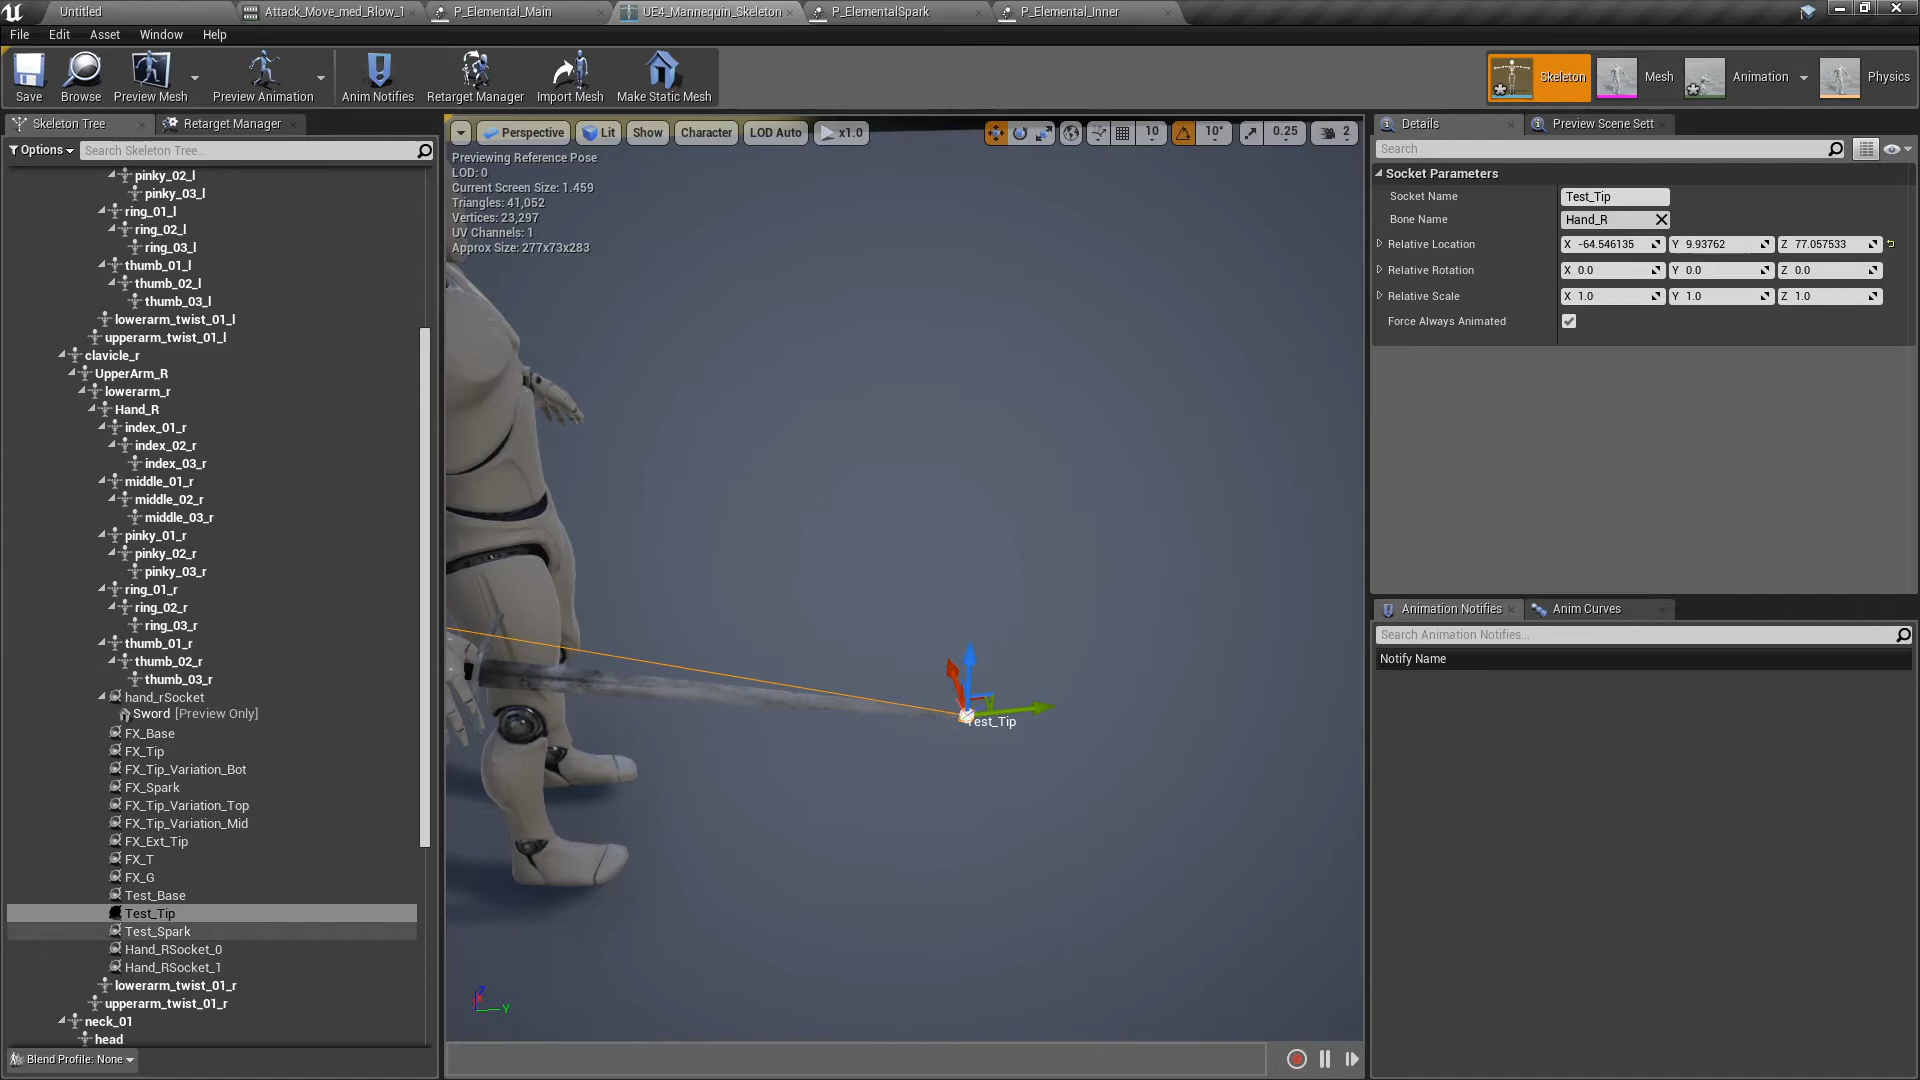 Untitled
Attack_Move_med_Rlow_1
P_Elemental_Main
UE4_Mannequin_Skeleton
P_ElementalSpark
P_Elemental_Inner
File
Edit
Asset
Window
Help
Save
Browse
Preview Mesh
Preview Animation
Anim Notifies
Retarget Manager
Import Mesh
Make Static Mesh
Skeleton
Mesh
Animation
Physics
Skeleton Tree
Retarget Manager
Options
Search Skeleton Tree...
pinky_02_l
pinky_03_l
ring_01_l
ring_02_l
ring_03_l
thumb_01_l
thumb_02_l
thumb_03_l
lowerarm_twist_01_l
upperarm_twist_01_l
clavicle_r
UpperArm_R
lowerarm_r
Hand_R
index_01_r
index_02_r
index_03_r
middle_01_r
middle_02_r
middle_03_r
pinky_01_r
pinky_02_r
pinky_03_r
ring_01_r
ring_02_r
ring_03_r
thumb_01_r
thumb_02_r
thumb_03_r
hand_rSocket
Sword [Preview Only]
FX_Base
FX_Tip
FX_Tip_Variation_Bot
FX_Spark
FX_Tip_Variation_Top
FX_Tip_Variation_Mid
FX_Ext_Tip
FX_T
FX_G
Test_Base
Test_Tip
Test_Spark
Hand_RSocket_0
Hand_RSocket_1
lowerarm_twist_01_r
upperarm_twist_01_r
neck_01
head
Blend Profile: None
Perspective
Lit
Show
Character
LOD Auto
x1.0
10
10°
0.25
2
Previewing Reference Pose
LOD: 0
Current Screen Size: 1.459
Triangles: 41,052
Vertices: 23,297
UV Channels: 1
Approx Size: 277x73x283
Test_Tip
Z
X
Y
Details
Preview Scene Sett
Search
Socket Parameters
Socket Name
Test_Tip
Bone Name
Hand_R
Relative Location
X -64.546135
Y 9.93762
Z 77.057533
Relative Rotation
X 0.0
Y 0.0
Z 0.0
Relative Scale
X 1.0
Y 1.0
Z 1.0
Force Always Animated
Animation Notifies
Anim Curves
Search Animation Notifies...
Notify Name